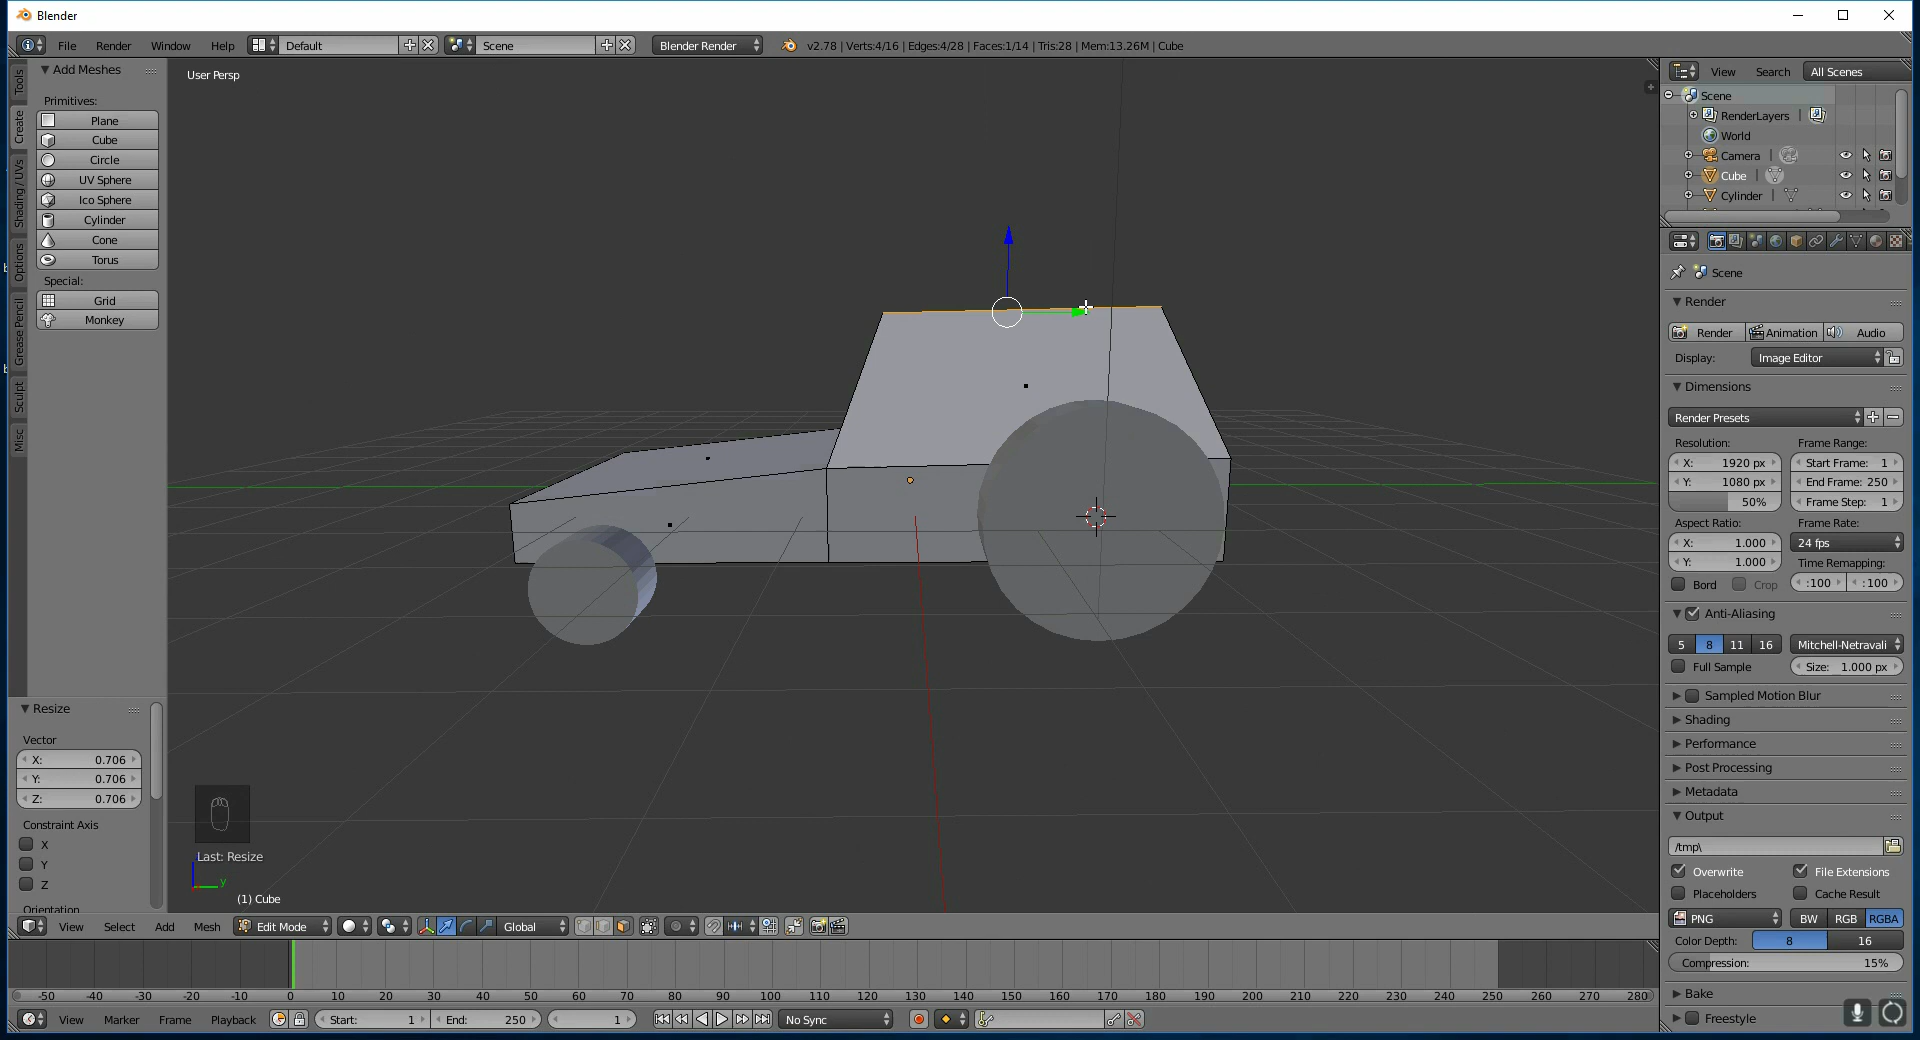 Blender
File Render Window Help Default Scene Blender Render v2.78 | Verts:4/16 | Edges:4/28 | Faces:1/14 | Tris:28 | Mem:13.26M | Cube
Tools
Create
Shading / UVs
Options
Grease Pencil
Sculpt
Misc
Add Meshes
Primitives:
Plane
Cube
Circle
UV Sphere
Ico Sphere
Cylinder
Cone
Torus
Special:
Grid
Monkey
Resize
Vector
X: 0.706
Y: 0.706
Z: 0.706
Constraint Axis
X
Y
Z
Orientation
User Persp
Last: Resize
y
(1) Cube
View Select Add Mesh Edit Mode Global
-50 -40 -30 -20 -10 0 10 20 30 40 50 60 70 80 90 100 110 120 130 140 150 160 170 180 190 200 210 220 230 240 250 260 270 280
View Marker Frame Playback Start: 1 End: 250 1 No Sync
View Search All Scenes
Scene
RenderLayers |
World
Camera |
Cube |
Cylinder |
Scene
Render
Render Animation Audio
Display: Image Editor
Dimensions
Render Presets
Resolution: Frame Range:
X: 1920 px Start Frame: 1
Y: 1080 px End Frame: 250
50% Frame Step: 1
Aspect Ratio: Frame Rate:
X: 1.000 24 fps
Y: 1.000 Time Remapping:
Bord Crop :100 :100
Anti-Aliasing
5 8 11 16 Mitchell-Netravali
Full Sample Size: 1.000 px
Sampled Motion Blur
Shading
Performance
Post Processing
Metadata
Output
/tmp\
Overwrite File Extensions
Placeholders Cache Result
PNG BW RGB RGBA
Color Depth: 8 16
Compression: 15%
Bake
Freestyle